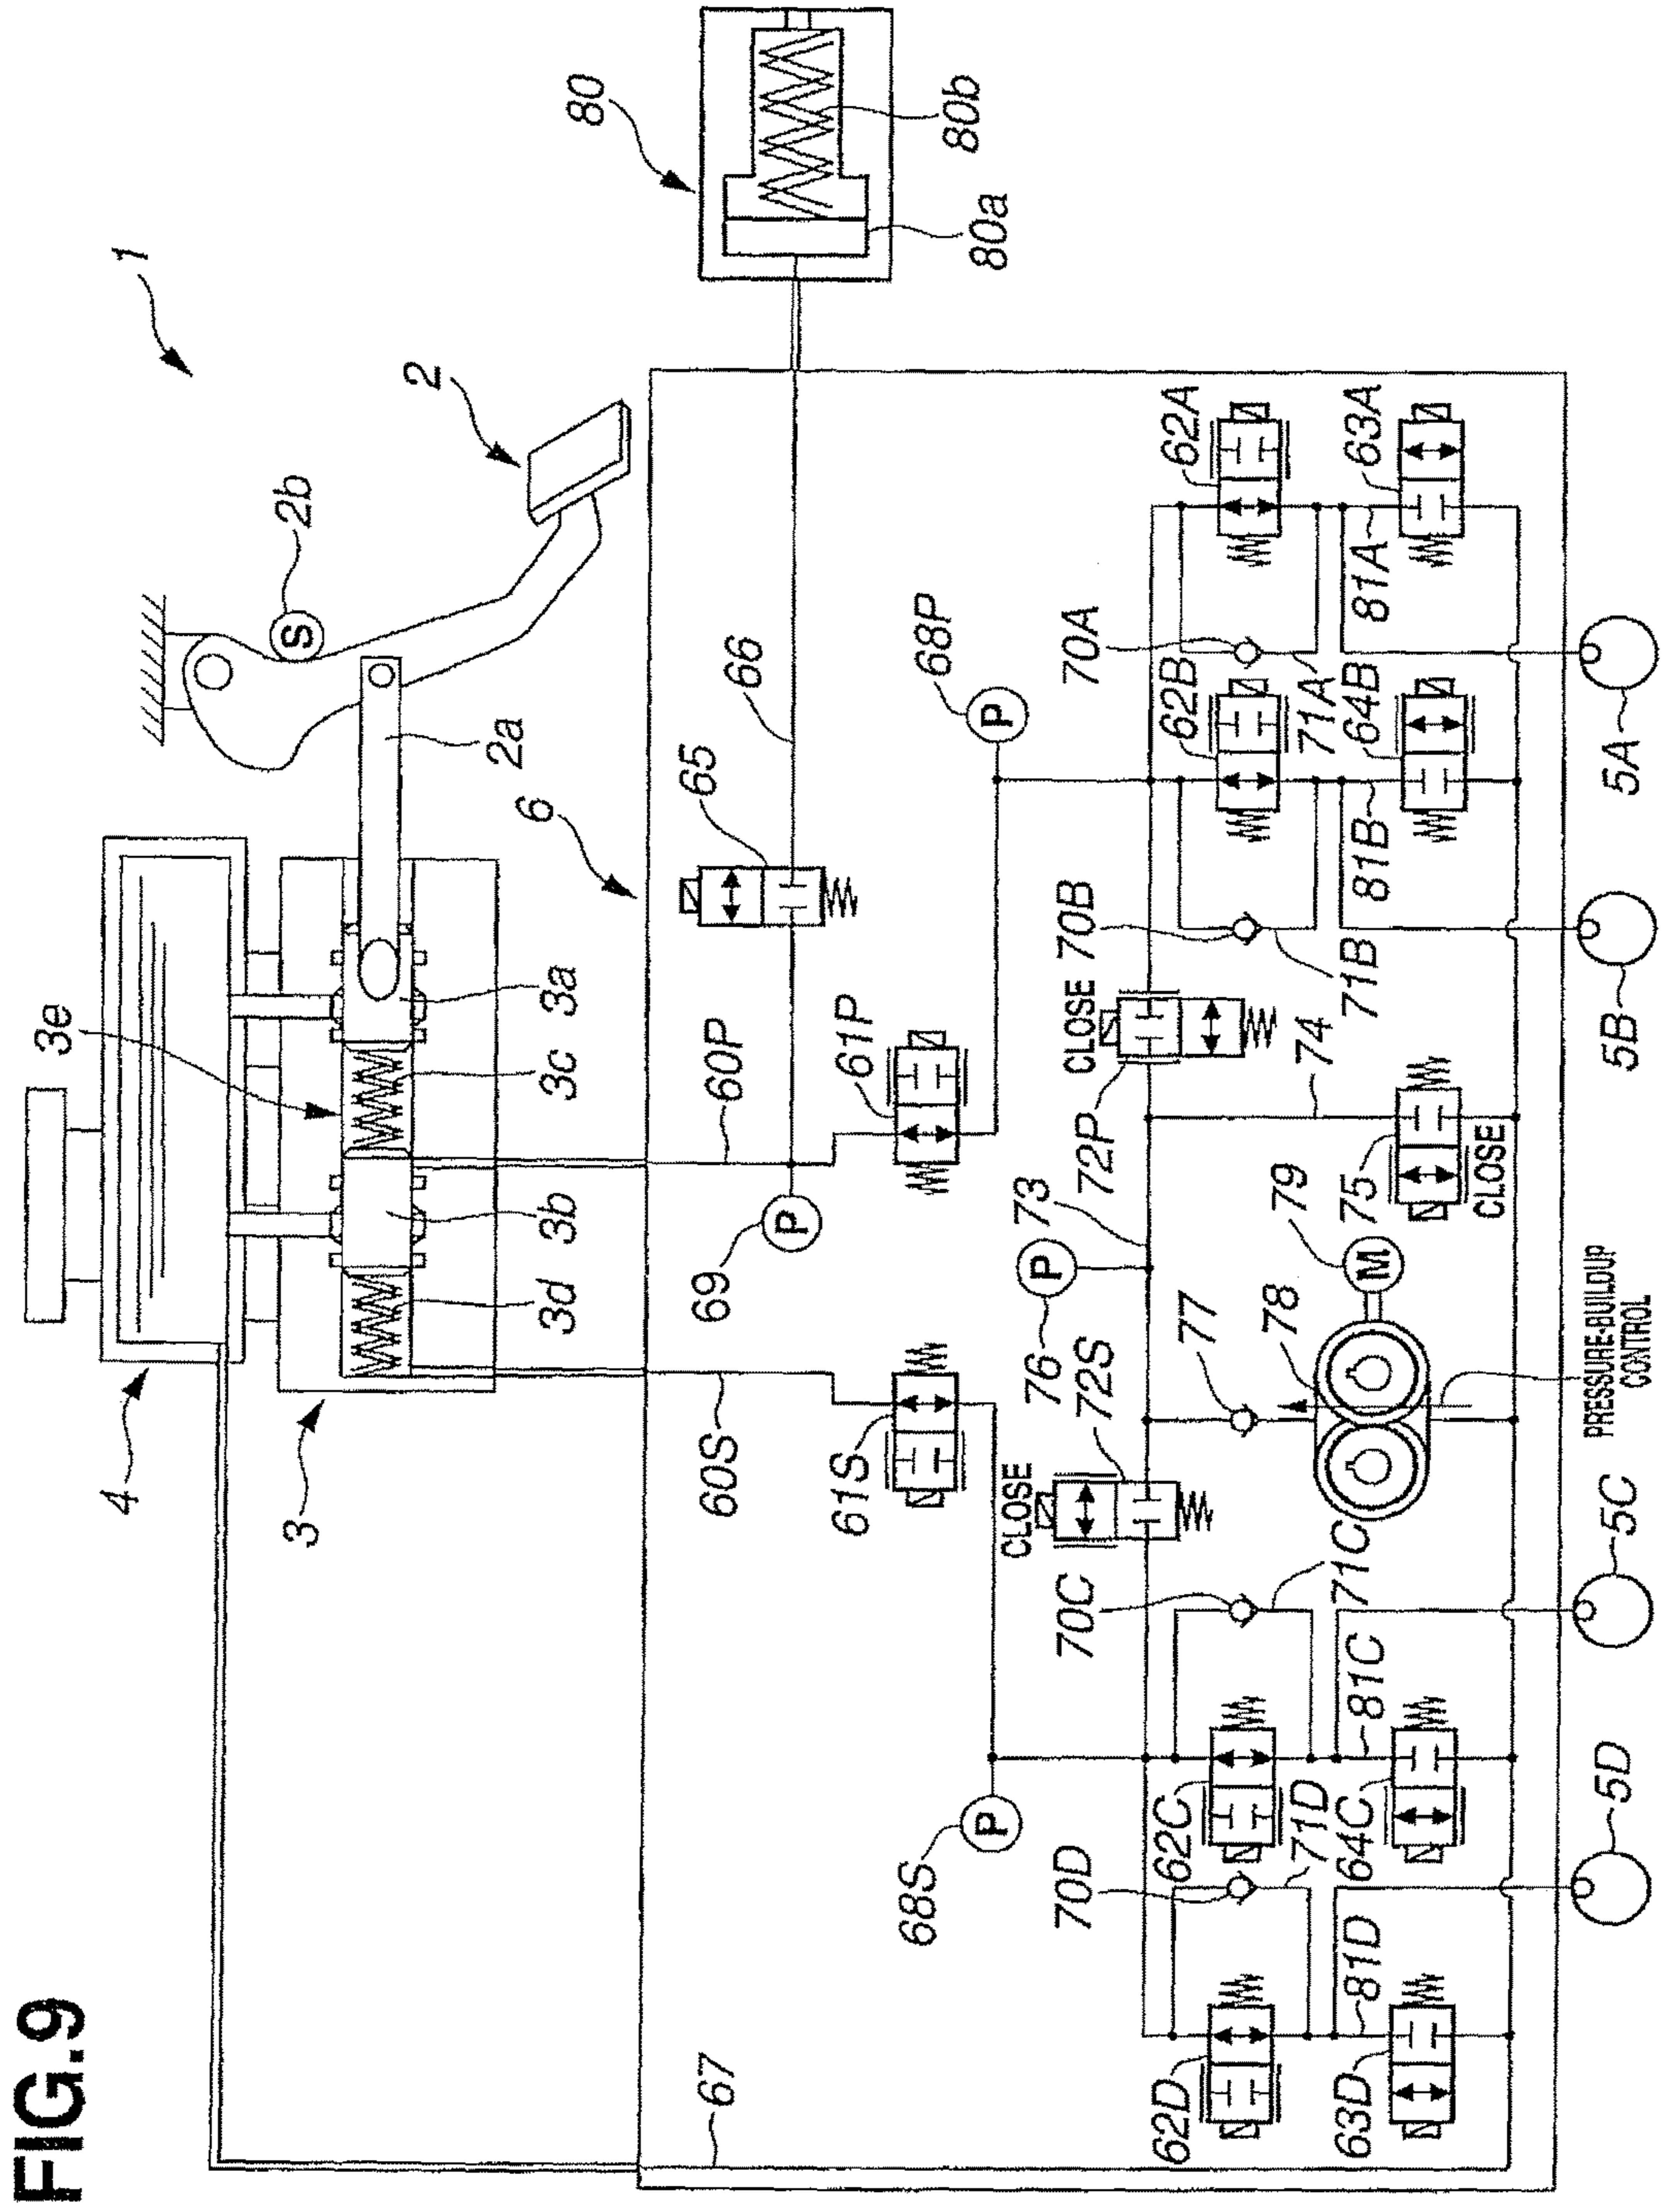 FIG.9
1
2
2b
2a
3e
3a
3c
3b
3d
3
4
80
80b
80a
6
65
66
60P
69
60S
61P
61S
68P
68S
62A
63A
70A
71A
81A
62B
64B
70B
71B
81B
CLOSE
72P
74
75
CLOSE
73
76
77
78
79
M
PRESSURE-BUILDUP
CONTROL
CLOSE
72S
70C
71C
62C
64C
81C
70D
71D
62D
63D
81D
67
S
P
P
P
P
5A
5B
5C
5D